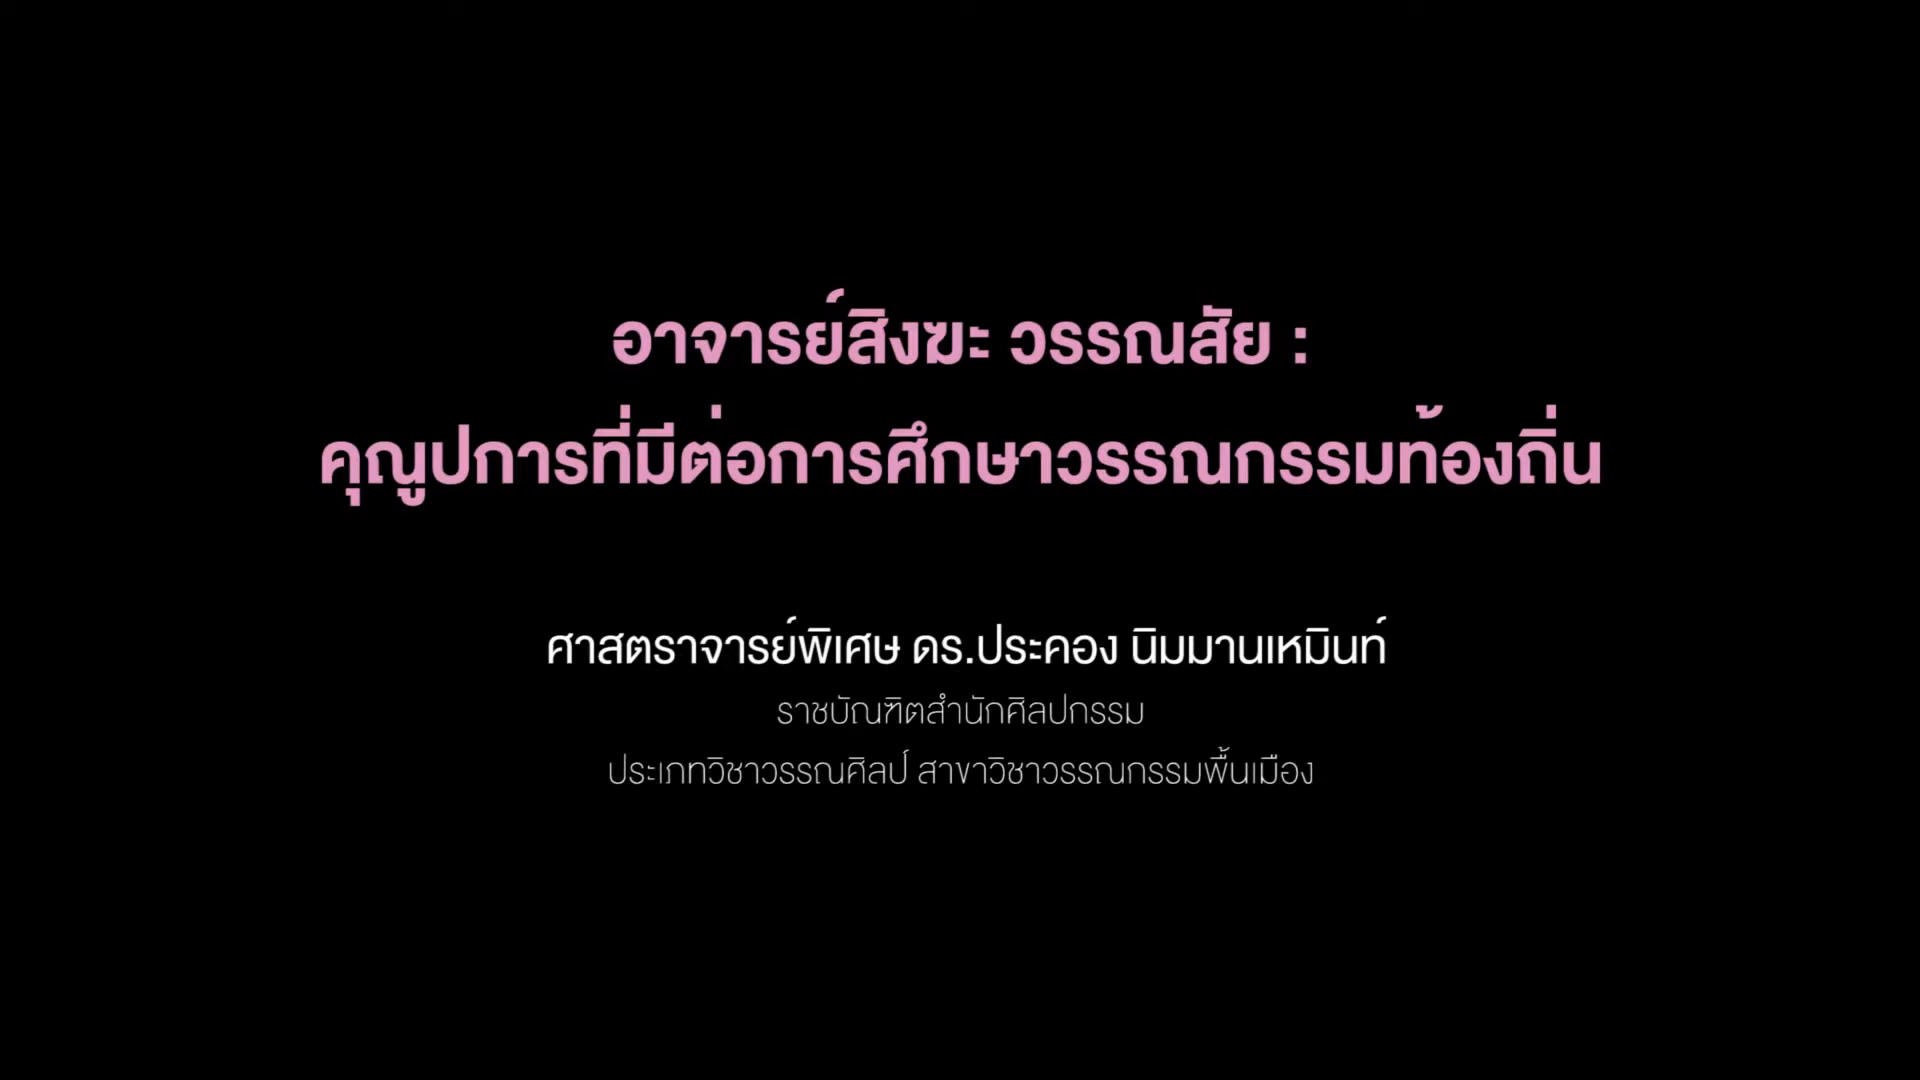 อาจารย์สิงฆะ วรรณสัย :
คุณูปการที่มีต่อการศึกษาวรรณกรรมท้องถิ่น
ศาสตราจารย์พิเศษ ดร.ประคอง นิมมานเหมินท์
ราชบัณฑิตสำนักศิลปกรรม
ประเภทวิชาวรรณศิลป์ สาขาวิชาวรรณกรรมพื้นเมือง